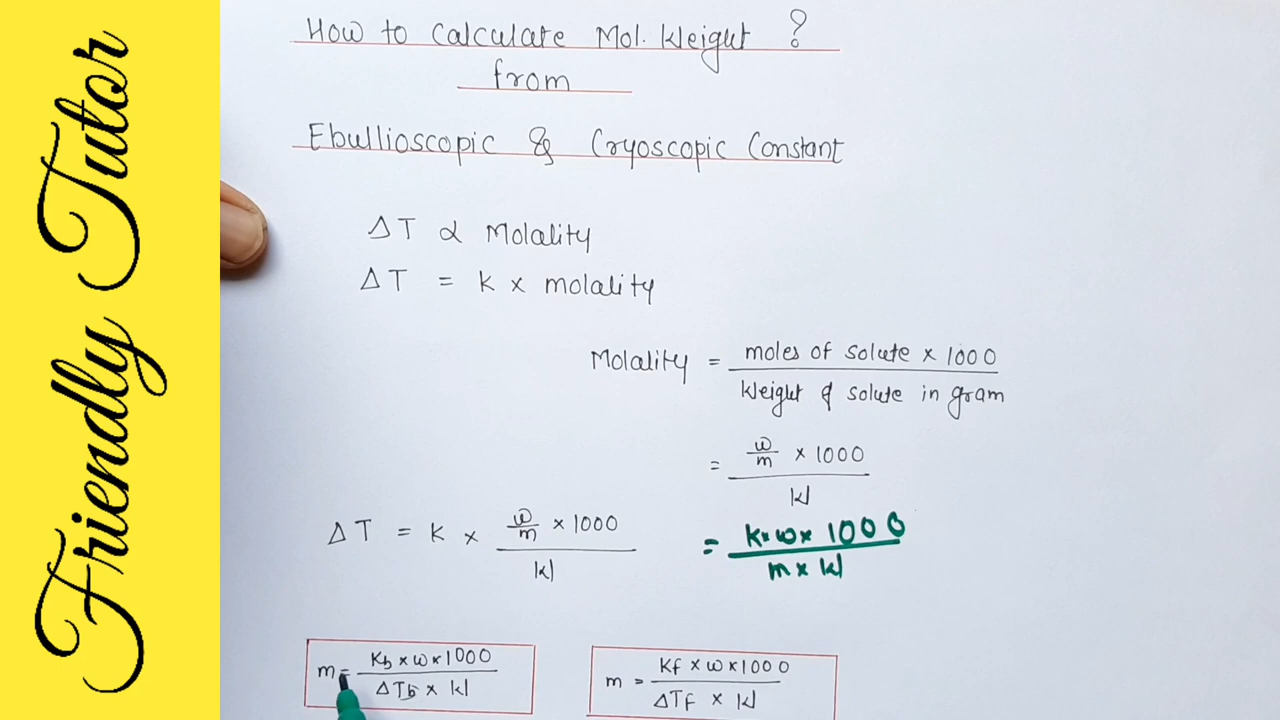 Friendly Tutor
How to Calculate Mol. Weight ?
from
Ebullioscopic & Cryoscopic Constant
ΔT ∝ Molality
ΔT = K × molality
Molality = moles of solute × 1000 / Weight of solute in gram
= w/m × 1000 / W
ΔT = K × w/m × 1000 / W = K × w × 1000 / m × W
m = Kb × w × 1000 / ΔTb × W
m = Kf × w × 1000 / ΔTf × W